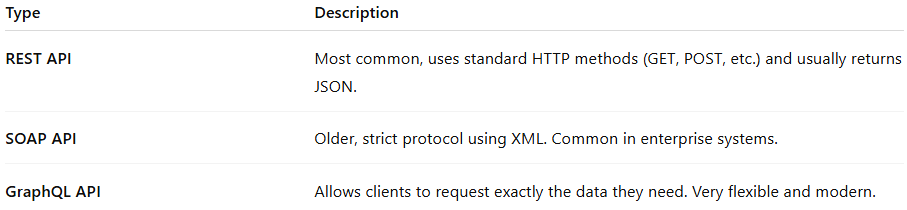 Type Description
REST API Most common, uses standard HTTP methods (GET, POST, etc.) and usually returns
JSON.
SOAP API Older, strict protocol using XML. Common in enterprise systems.
GraphQL API Allows clients to request exactly the data they need. Very flexible and modern.